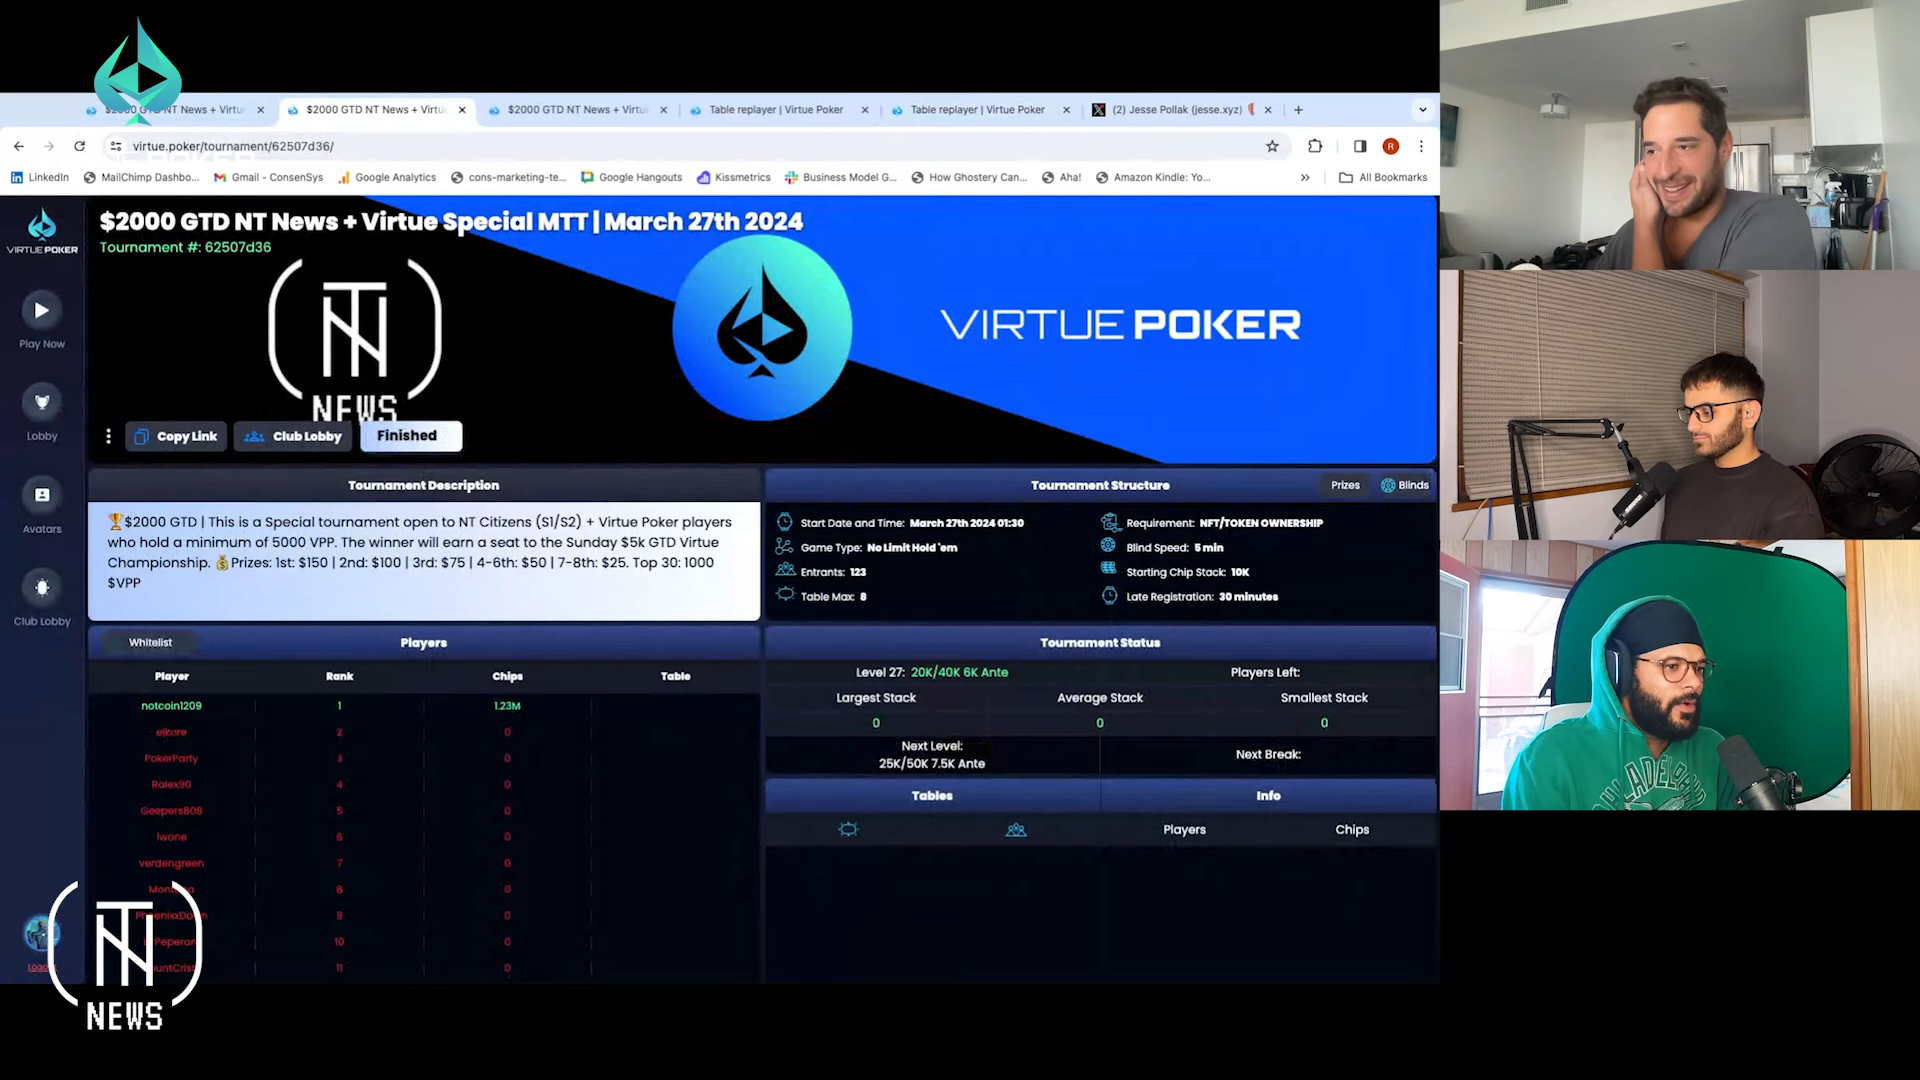 $2000 GTD NT News + Virtue
$2000 GTD NT News + Virtue
(2) Jesse Pollak (jesse.xyz)
Table replayer | Virtue Poker
Table replayer | Virtue Poker
virtue.poker/tournament/62507d36/
R
LinkedIn
MailChimp Dashbo...
Gmail - ConsenSys
Google Analytics
cons-marketing-te...
Google Hangouts
Kissmetrics
Business Model G...
How Ghostery Can...
Aha!
Amazon Kindle: Yo...
All Bookmarks
VIRTUE POKER
Play Now
Lobby
Avatars
Club Lobby
$2000 GTD NT News + Virtue Special MTT | March 27th 2024
Tournament #: 62507d36
NT
NEWS
VIRTUE POKER
Copy Link
Club Lobby
Finished
Tournament Description
🏆$2000 GTD | This is a Special tournament open to NT Citizens (S1/S2) + Virtue Poker players
who hold a minimum of 5000 VPP. The winner will earn a seat to the Sunday $5k GTD Virtue
Championship. 💰Prizes: 1st: $150 | 2nd: $100 | 3rd: $75 | 4-6th: $50 | 7-8th: $25. Top 30: 1000
$VPP
Tournament Structure
Prizes
Blinds
Start Date and Time: March 27th 2024 01:30
Requirement: NFT/TOKEN OWNERSHIP
Game Type: No Limit Hold 'em
Blind Speed: 5 min
Entrants: 123
Starting Chip Stack: 10K
Table Max: 8
Late Registration: 30 minutes
Whitelist
Players
Player Rank Chips Table
notcoin1209 1 1.23M
2 0
PokerParty 3 0
Ralex90 4 0
Geepers808 5 0
lwone 6 0
verdengreen 7 0
8 0
9 0
10 0
11 0
Tournament Status
Level 27: 20K/40K 6K Ante
Players Left:
Largest Stack
Average Stack
Smallest Stack
0
0
0
Next Level:
25K/50K 7.5K Ante
Next Break:
Tables
Info
Players
Chips
NT
NEWS